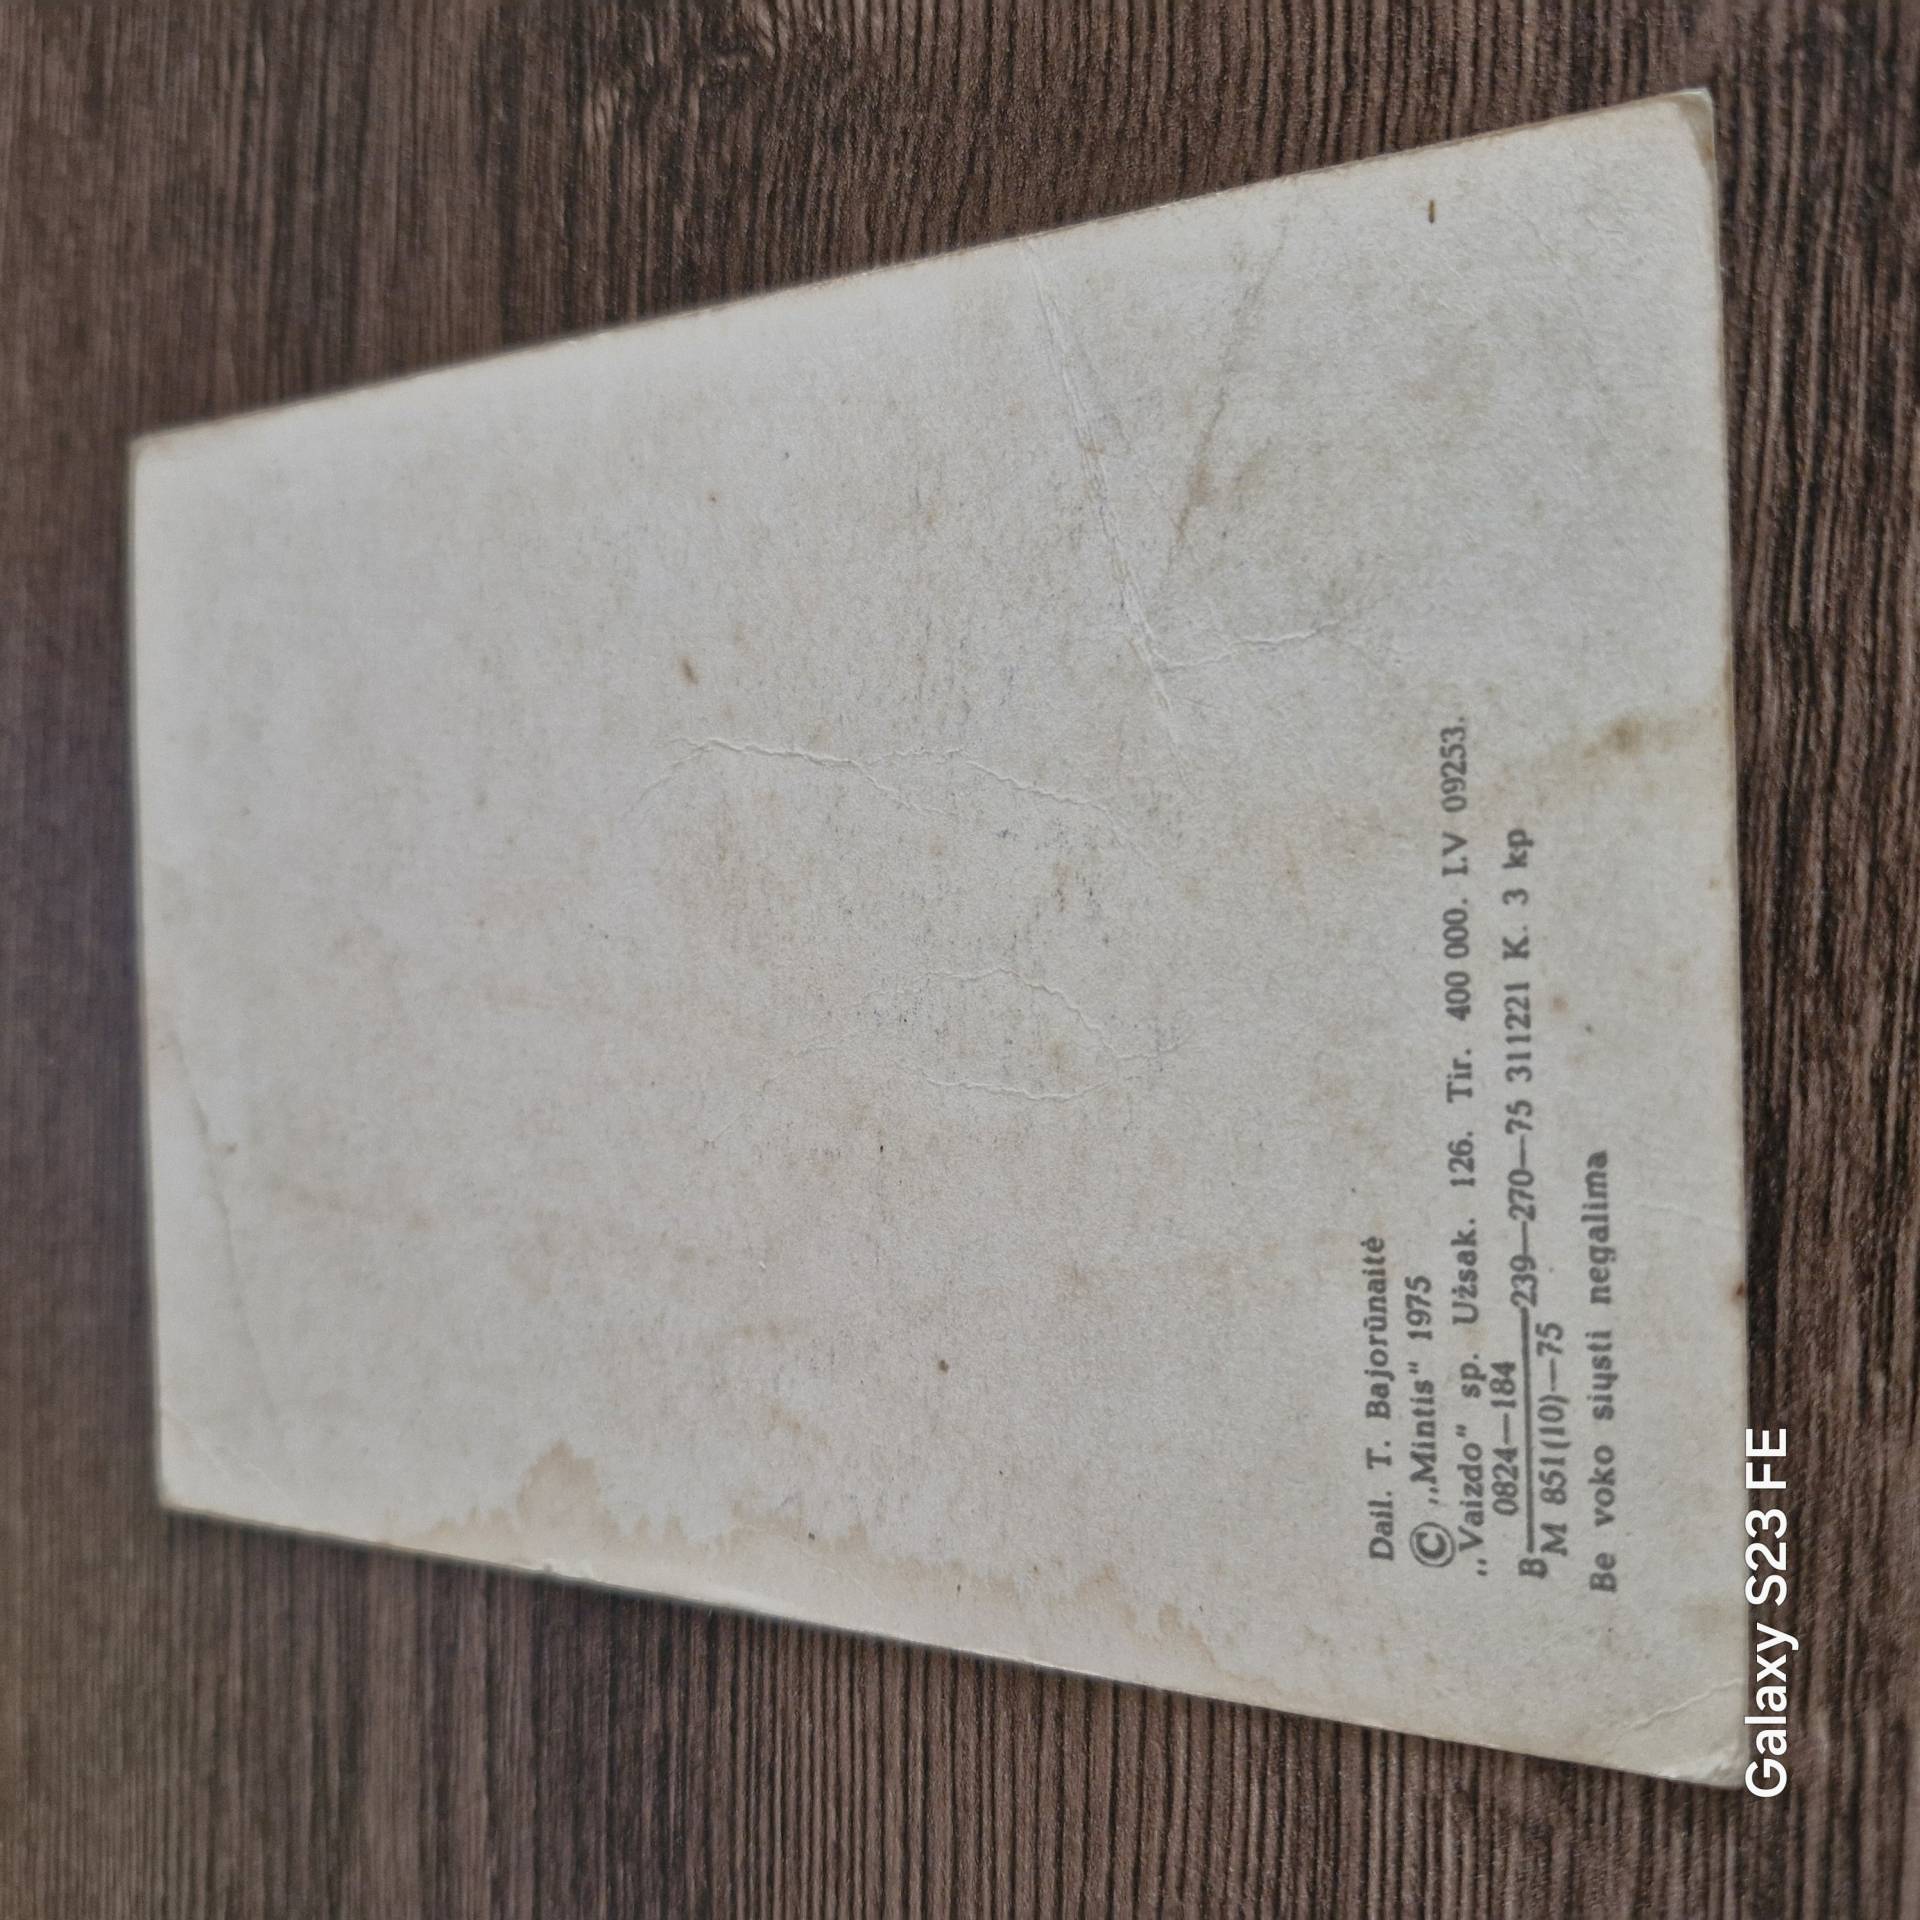 Dail. T. Bajorūnaitė
© „Mintis“ 1975
„Vaizdo“ sp. Užsak. 126. Tir. 400 000. LV 09253.
0824—184
B————239—270—75 311221 K. 3 kp
M 851(10)—75
Be voko siųsti negalima
Galaxy S23 FE